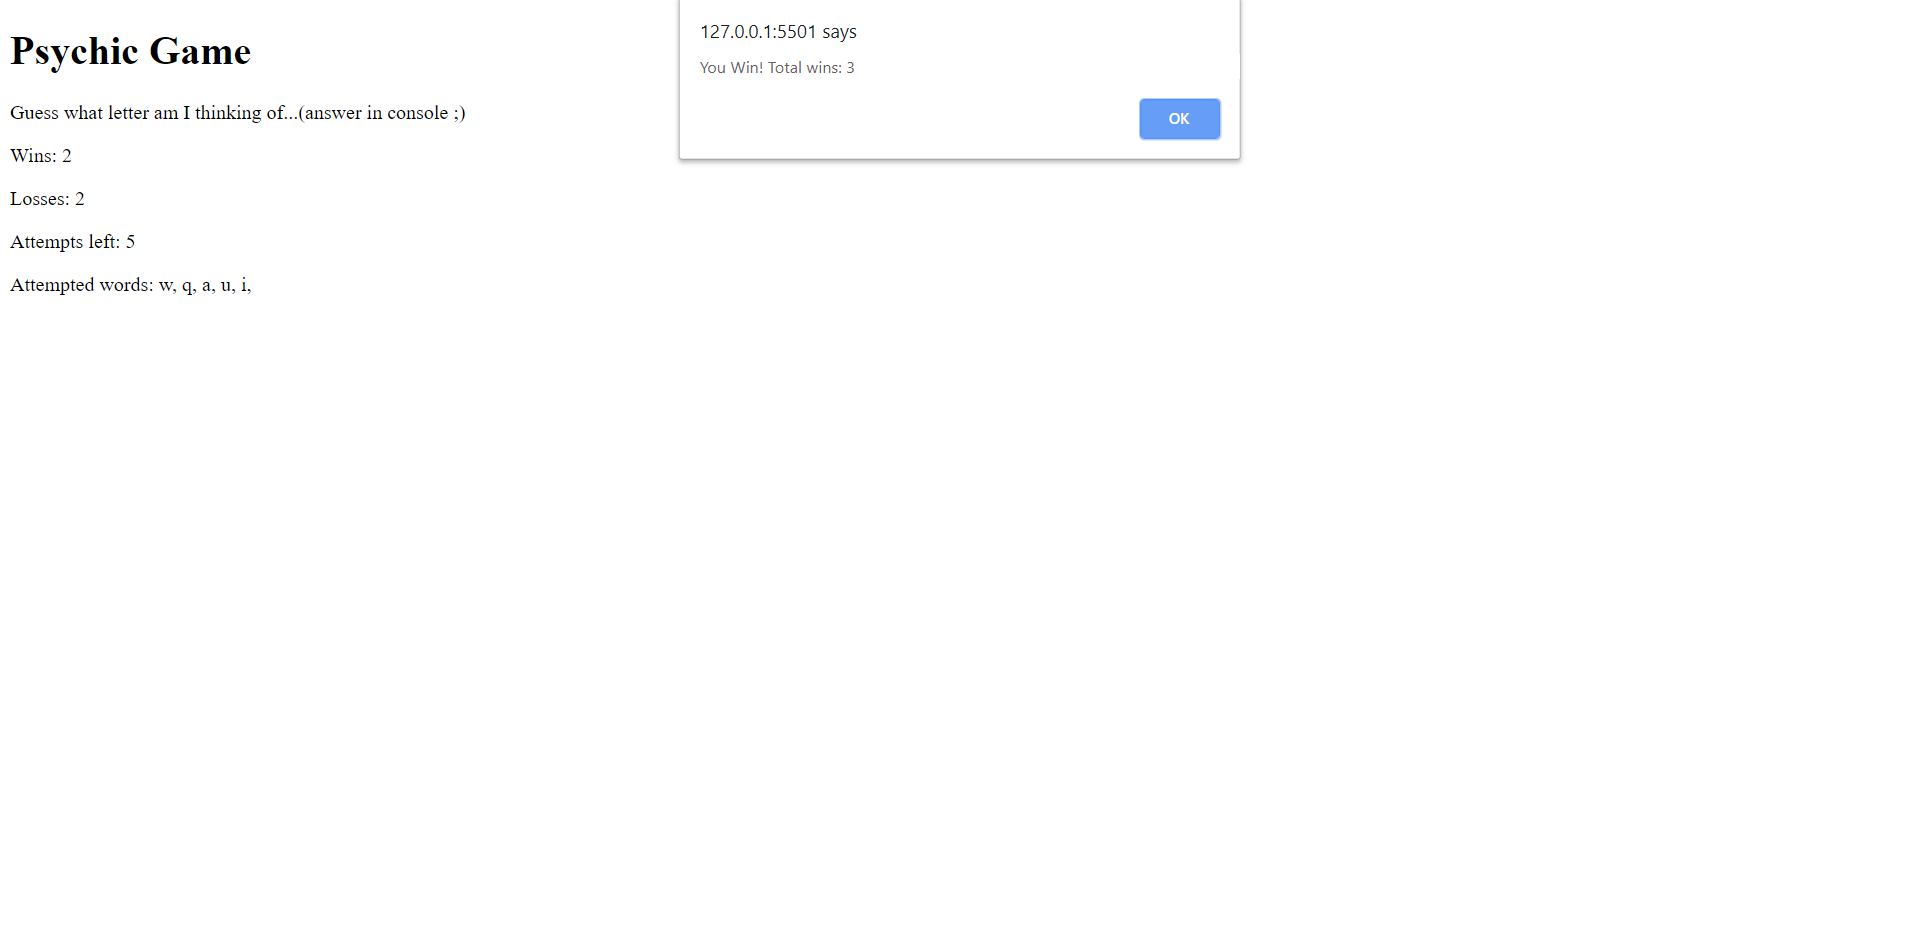 Psychic Game
Guess what letter am I thinking of...(answer in console ;)
Wins: 2
Losses: 2
Attempts left: 5
Attempted words: w, q, a, u, i,
127.0.0.1:5501 says
You Win! Total wins: 3
OK